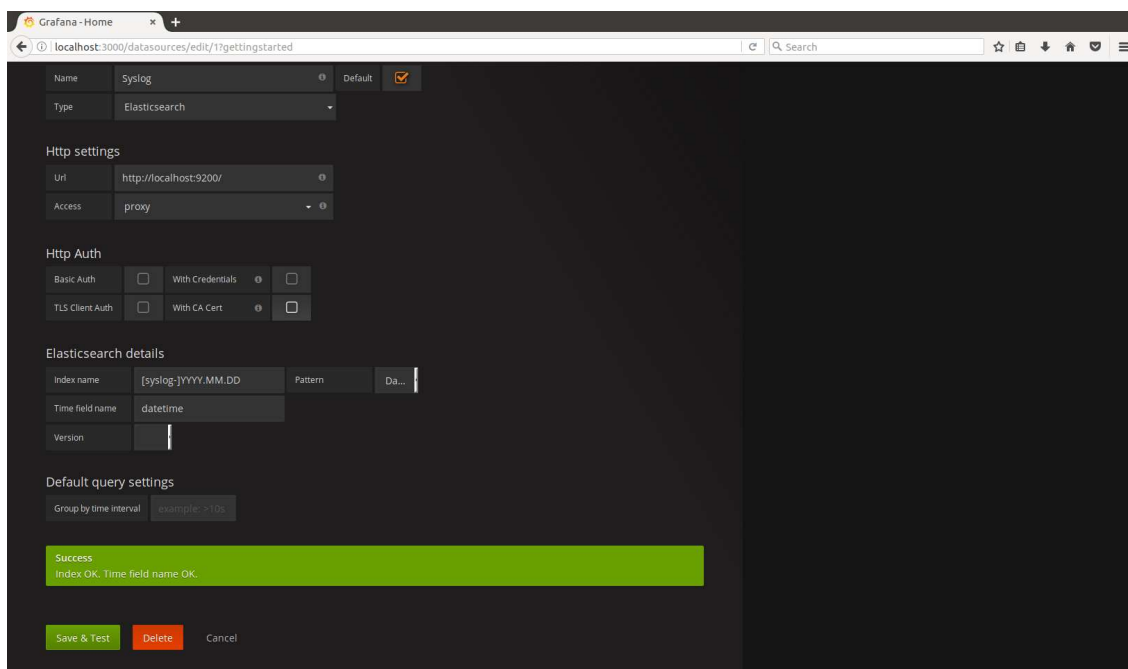 Grafana - Home
localhost:3000/datasources/edit/1?gettingstarted
Search
Name Syslog Default
Type Elasticsearch
Http settings
Url http://localhost:9200/
Access proxy
Http Auth
Basic Auth With Credentials
TLS Client Auth With CA Cert
Elasticsearch details
Index name [syslog-]YYYY.MM.DD Pattern Da...
Time field name datetime
Version
Default query settings
Group by time interval example: >10s
Success
Index OK. Time field name OK.
Save & Test Delete Cancel